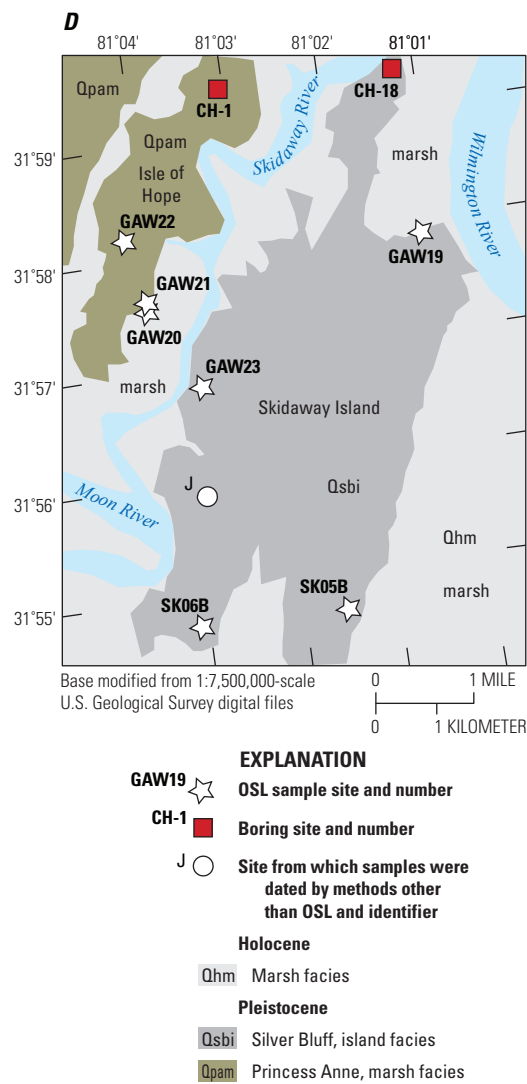 D
81°04' 81°03' 81°02' 81°01'
Qpam
CH-1
CH-18
Skidaway River
Wilmington River
31°59'
Qpam
marsh
Isle of
Hope
GAW22
GAW19
31°58'
GAW21
GAW20
31°57'
marsh
GAW23
Skidaway Island
J
Qsbi
Moon River
31°56'
Qhm
marsh
SK06B
SK05B
31°55'
Base modified from 1:7,500,000-scale
U.S. Geological Survey digital files
0 1 MILE
0 1 KILOMETER
EXPLANATION
GAW19 OSL sample site and number
CH-1 Boring site and number
J Site from which samples were
dated by methods other
than OSL and identifier
Holocene
Qhm Marsh facies
Pleistocene
Qsbi Silver Bluff, island facies
Qpam Princess Anne, marsh facies